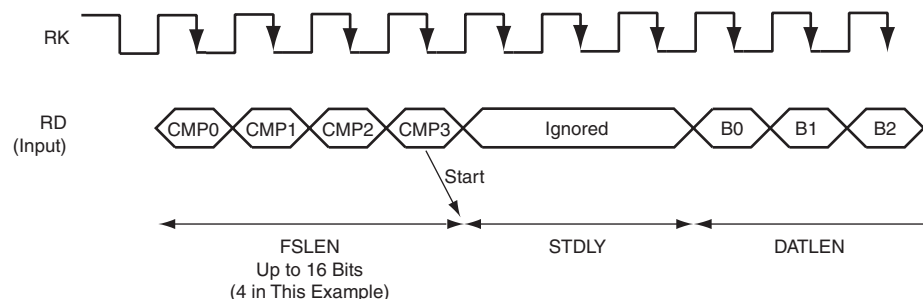 RK
RD
(Input)
CMP0 CMP1 CMP2 CMP3 Ignored B0 B1 B2
Start
FSLEN STDLY DATLEN
Up to 16 Bits
(4 in This Example)